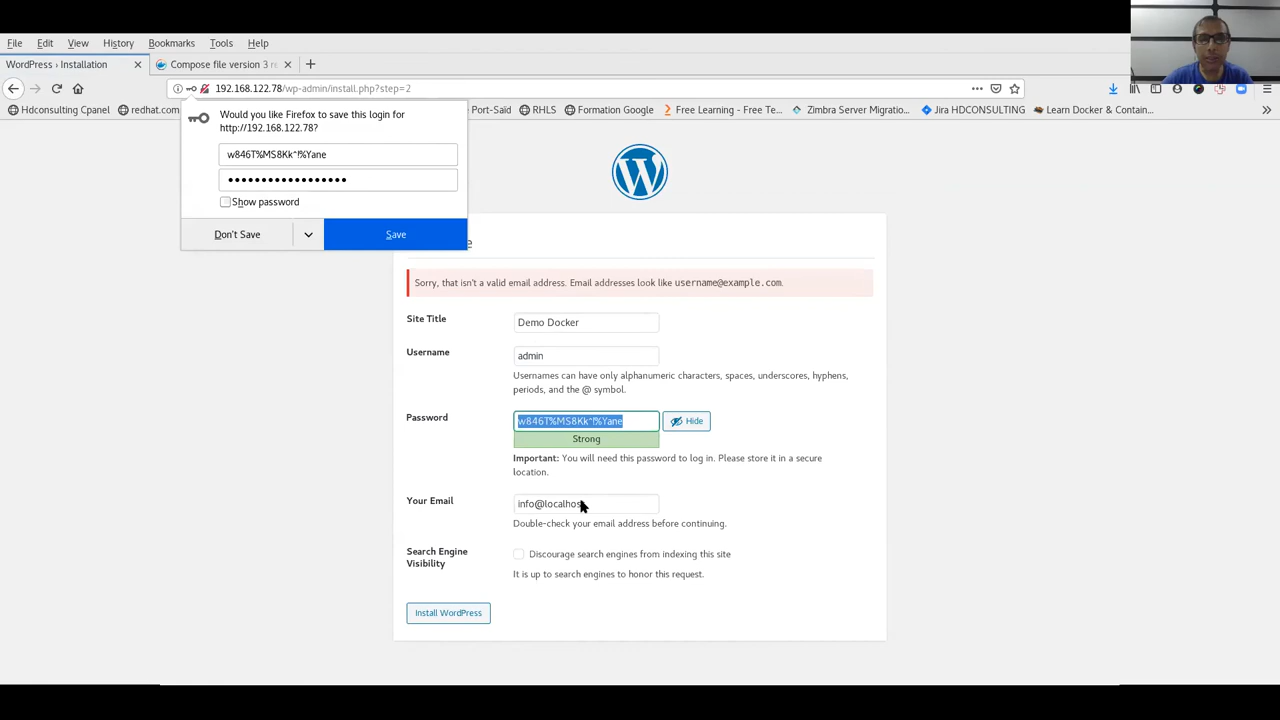 File Edit View History Bookmarks Tools Help
WordPress › Installation
Compose file version 3 re
192.168.122.78/wp-admin/install.php?step=2
Hdconsulting Cpanel
redhat.com
Port-Saïd
RHLS
Formation Google
Free Learning - Free Te...
Zimbra Server Migratio...
Jira HDCONSULTING
Learn Docker & Contain...
Would you like Firefox to save this login for
http://192.168.122.78?
w846T%MS8Kk^!%Yane
Show password
Don't Save
Save
Sorry, that isn't a valid email address. Email addresses look like username@example.com.
Site Title
Demo Docker
Username
admin
Usernames can have only alphanumeric characters, spaces, underscores, hyphens,
periods, and the @ symbol.
Password
w846T%MS8Kk^!%Yane
Hide
Strong
Important: You will need this password to log in. Please store it in a secure
location.
Your Email
info@localhos
Double-check your email address before continuing.
Search Engine
Visibility
Discourage search engines from indexing this site
It is up to search engines to honor this request.
Install WordPress